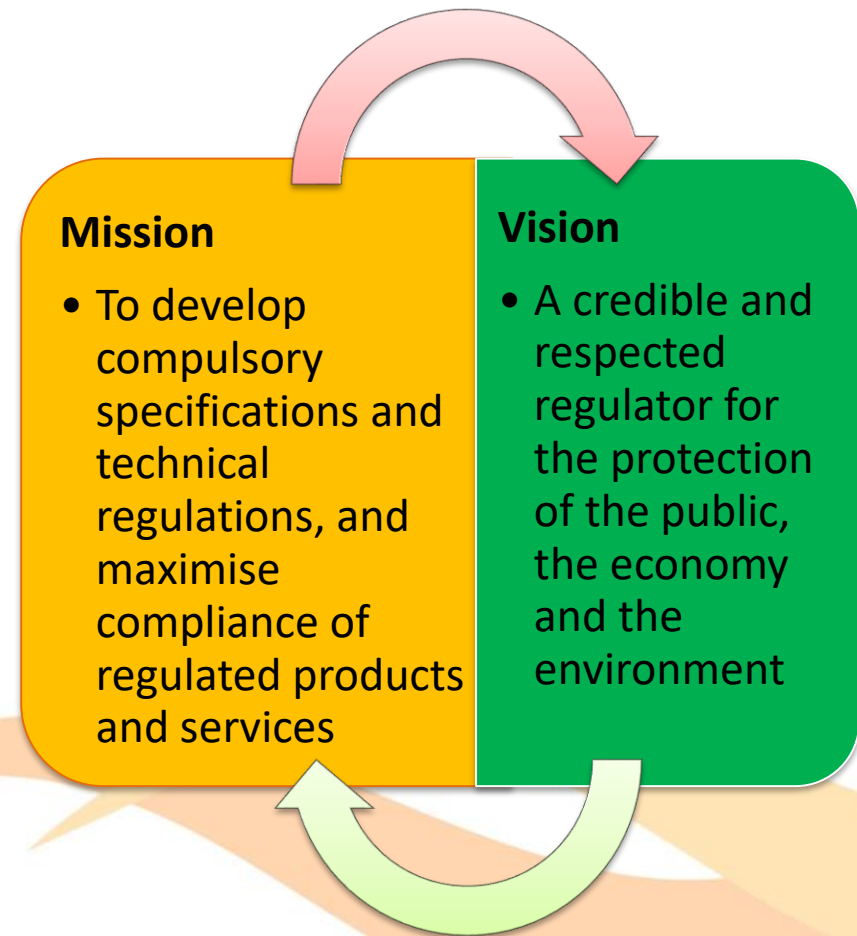 Mission
• To develop
compulsory
specifications and
technical
regulations, and
maximise
compliance of
regulated products
and services
Vision
• A credible and
respected
regulator for
the protection
of the public,
the economy
and the
environment